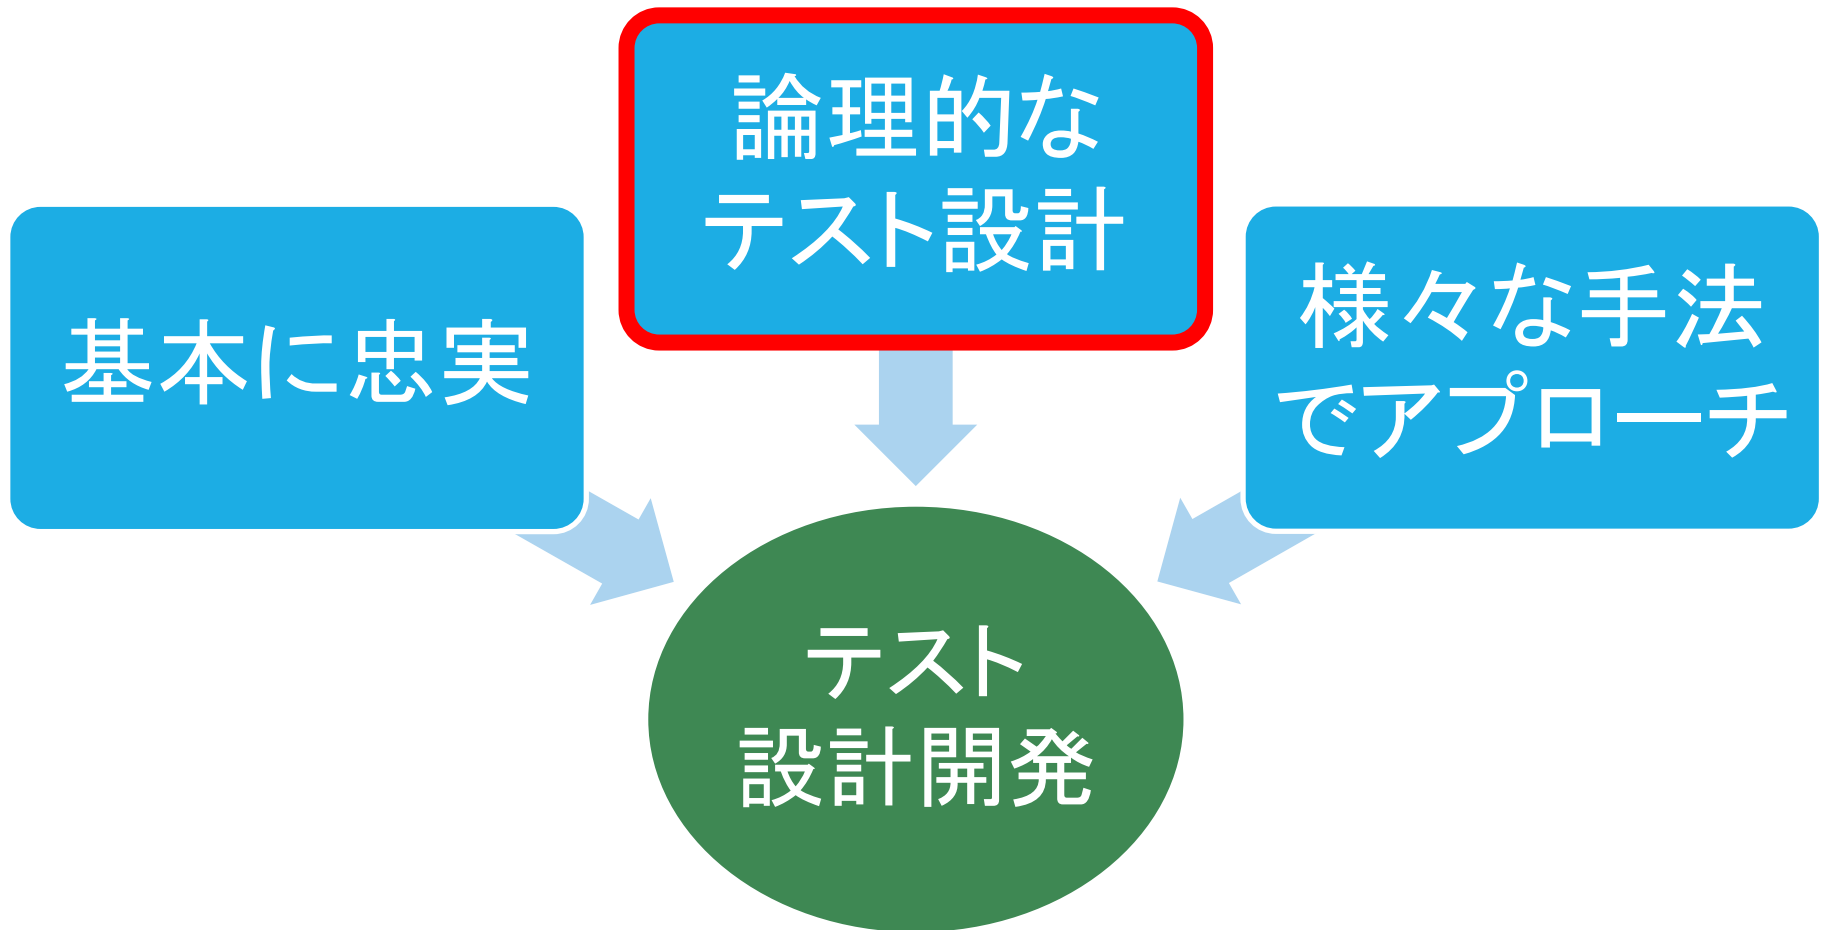 論理的な
テスト設計
基本に忠実
様々な手法
でアプローチ
テスト
設計開発